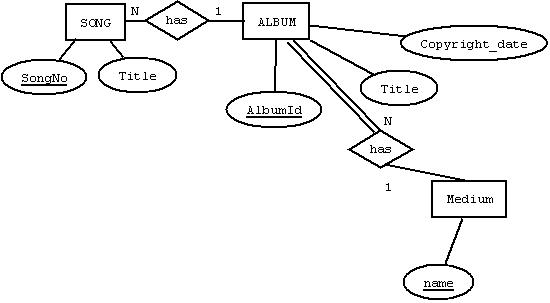 SONG
N
has
1
ALBUM
Copyright_date
SongNo
Title
Title
AlbumId
N
has
1
Medium
name